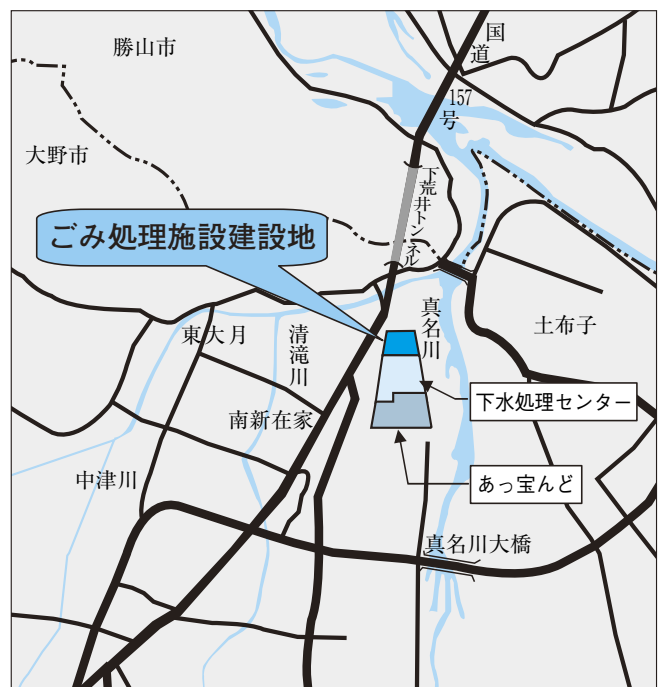 勝山市
国道157号
大野市
下荒井トンネル
ごみ処理施設建設地
真名川
東大月
清滝川
土布子
下水処理センター
南新在家
中津川
あっ宝んど
真名川大橋